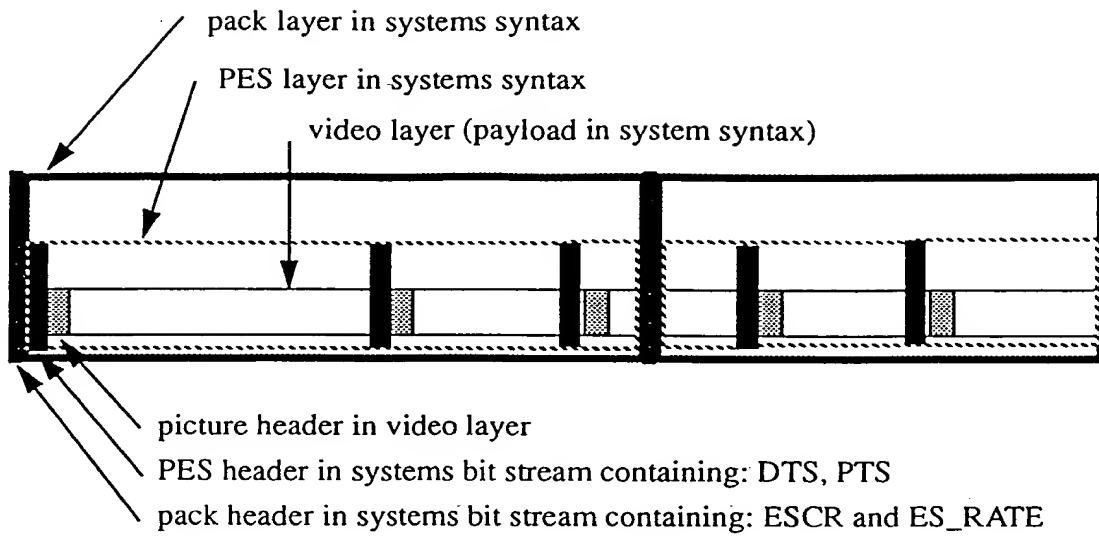 pack layer in systems syntax
PES layer in systems syntax
video layer (payload in system syntax)
picture header in video layer
PES header in systems bit stream containing: DTS, PTS
pack header in systems bit stream containing: ESCR and ES_RATE